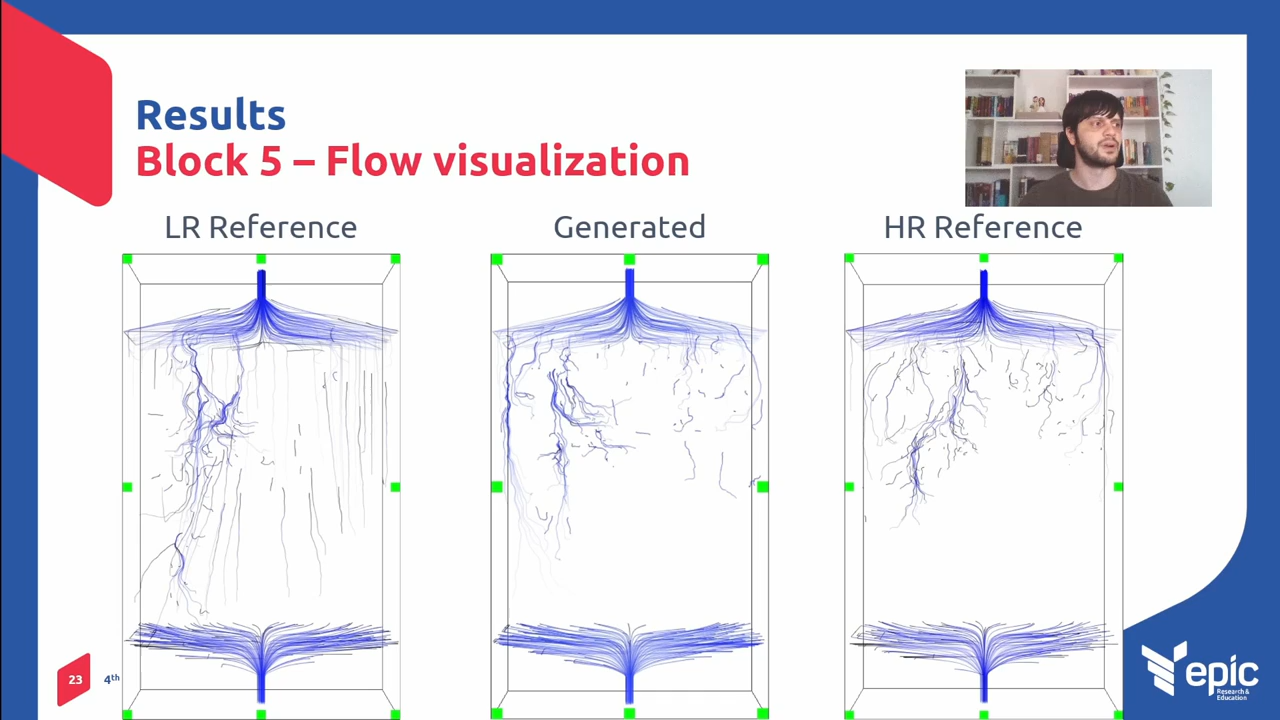 Results
Block 5 – Flow visualization
LR Reference
Generated
HR Reference
23
4th
epic
Research &
Education